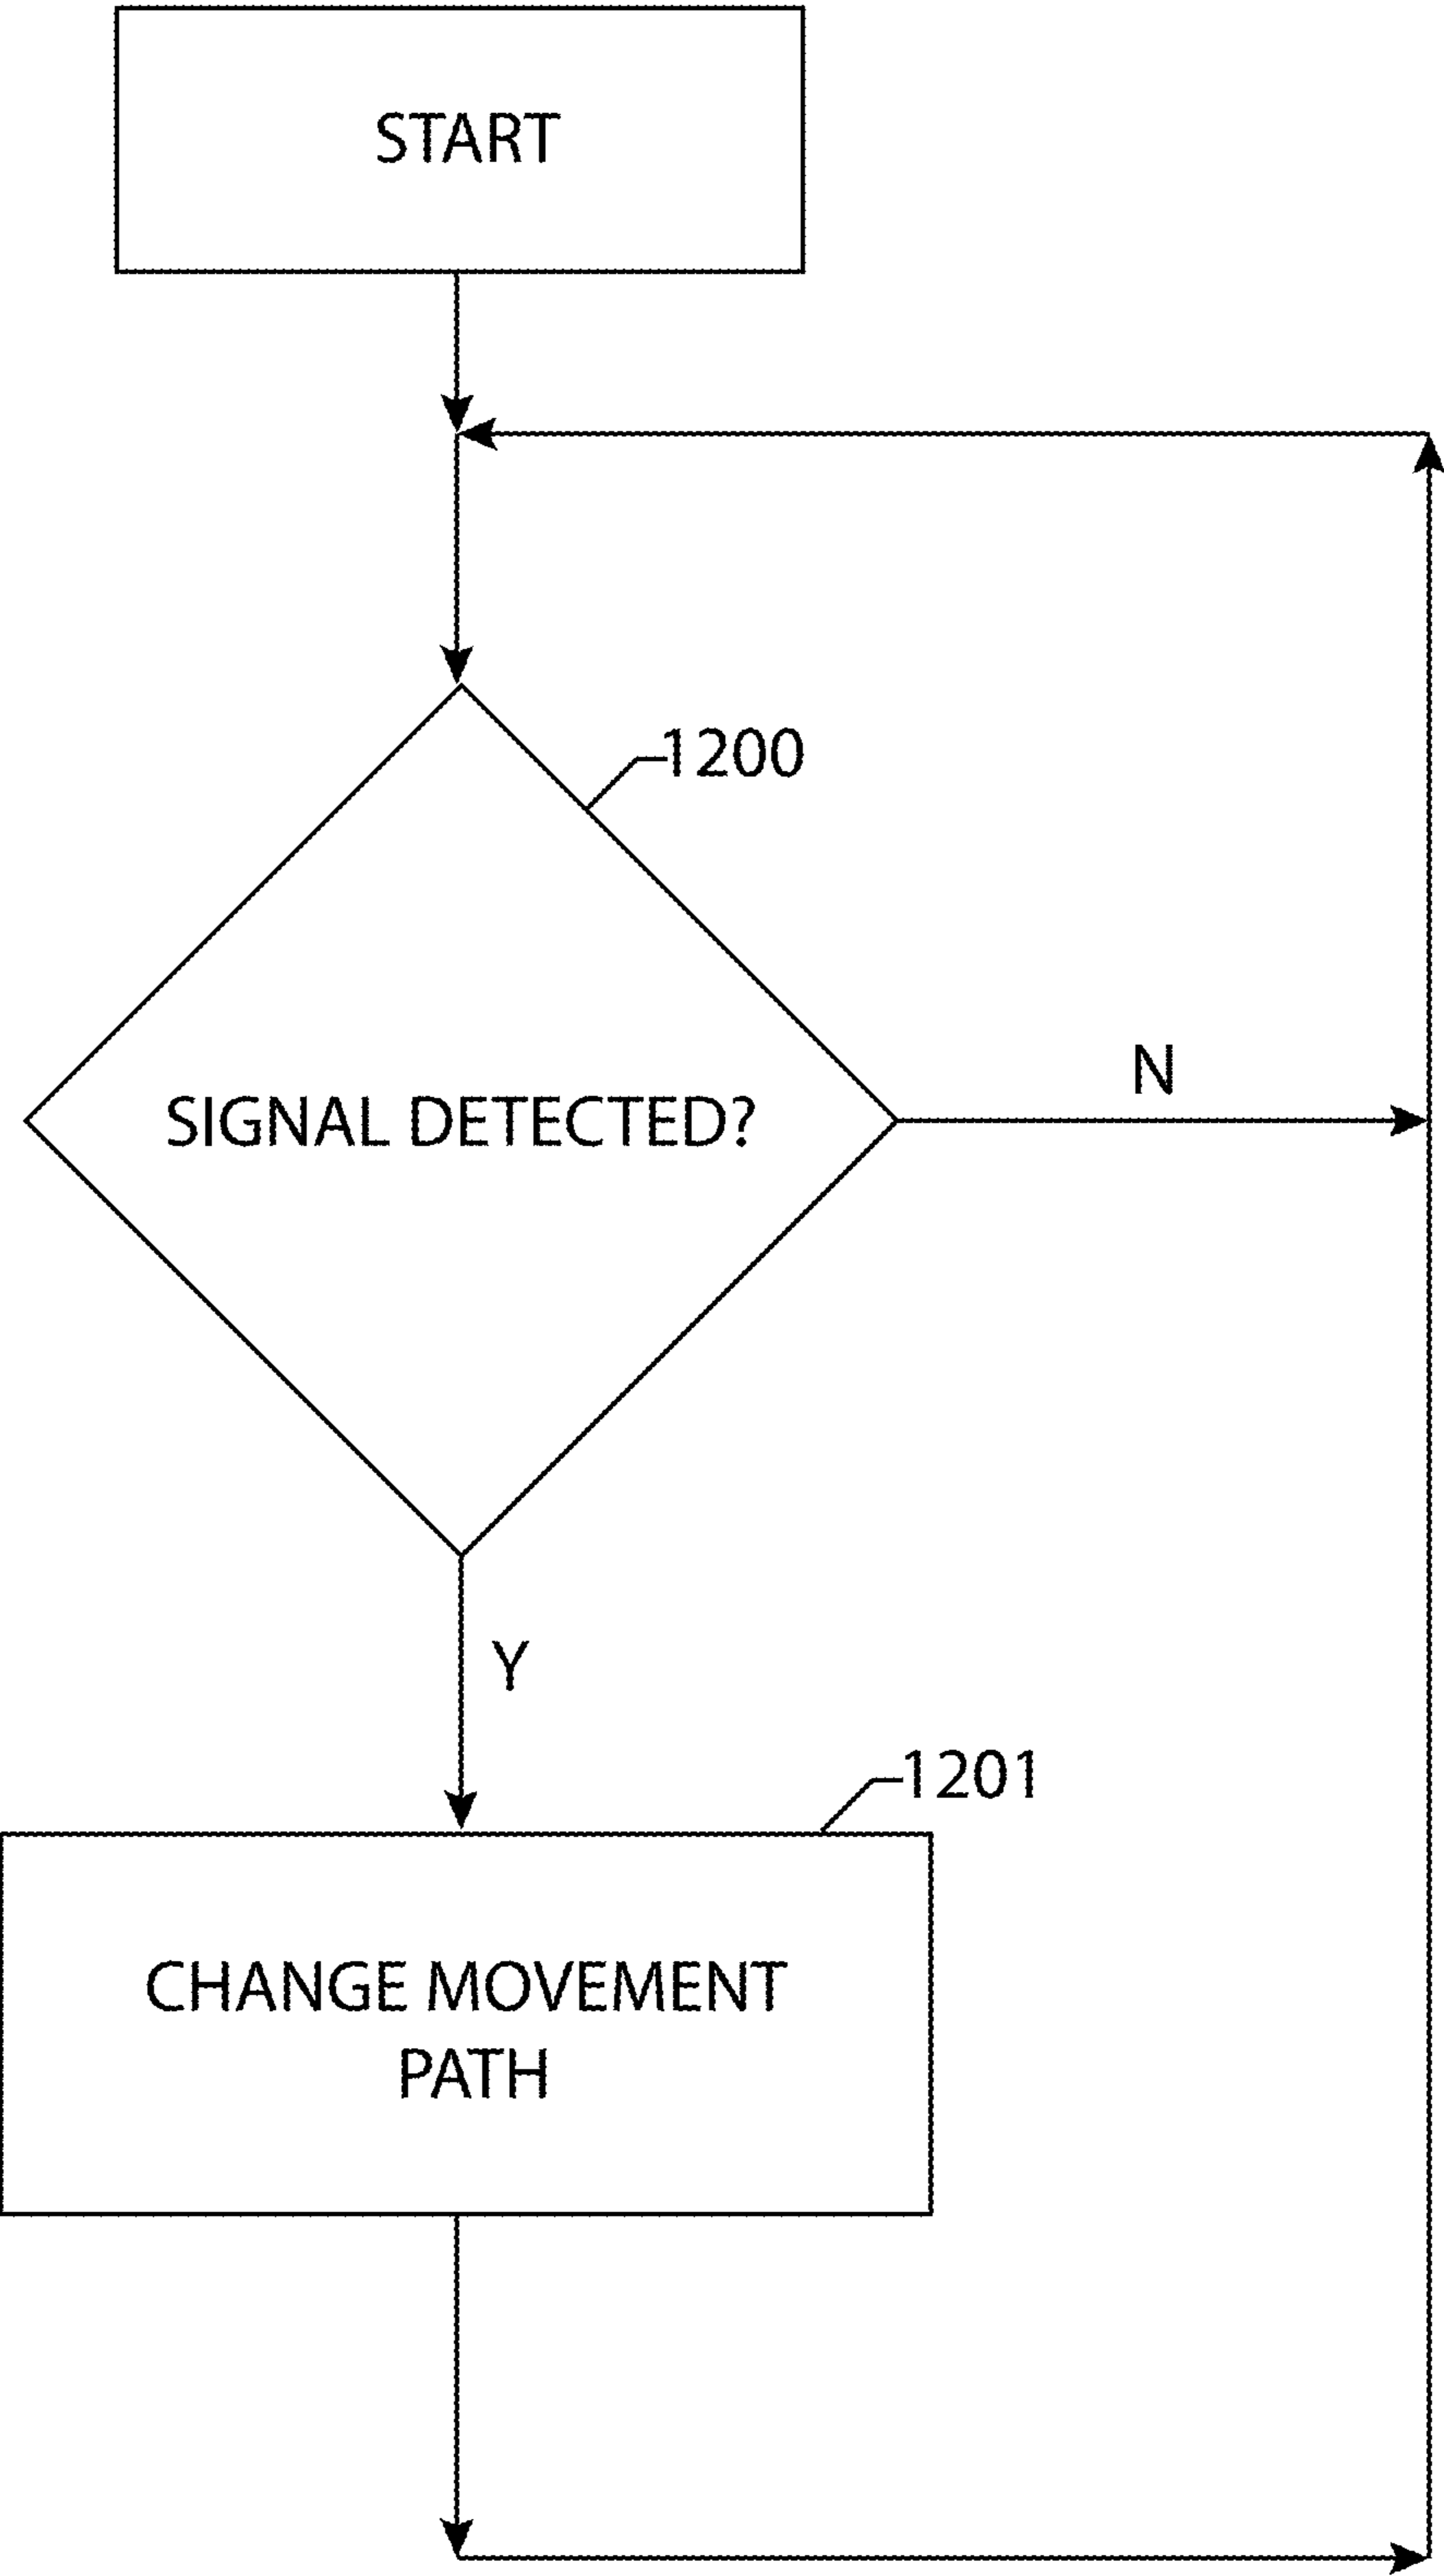 START
1200
SIGNAL DETECTED?
N
Y
1201
CHANGE MOVEMENT
PATH